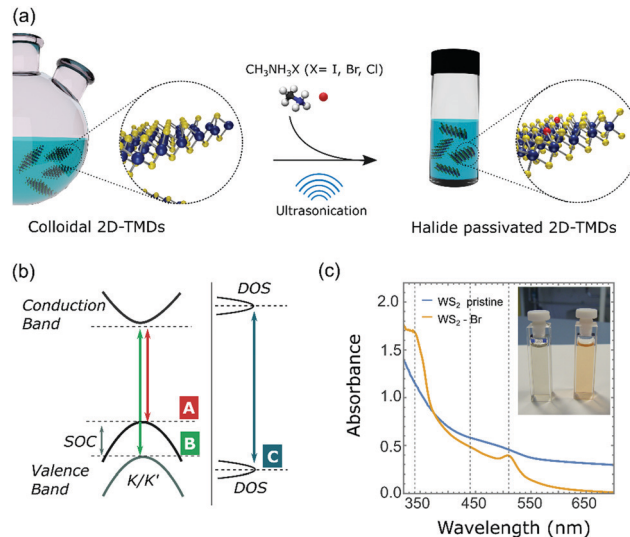 (a)
CH3NH3X (X= I, Br, Cl)
Ultrasonication
Colloidal 2D-TMDs
Halide passivated 2D-TMDs
(b)
DOS
Conduction
Band
A
SOC
B
C
Valence
Band
K/K'
DOS
(c)
WS2 pristine
WS2 - Br
2.0
1.5
1.0
0.5
0.0
Absorbance
350
450
550
650
Wavelength (nm)